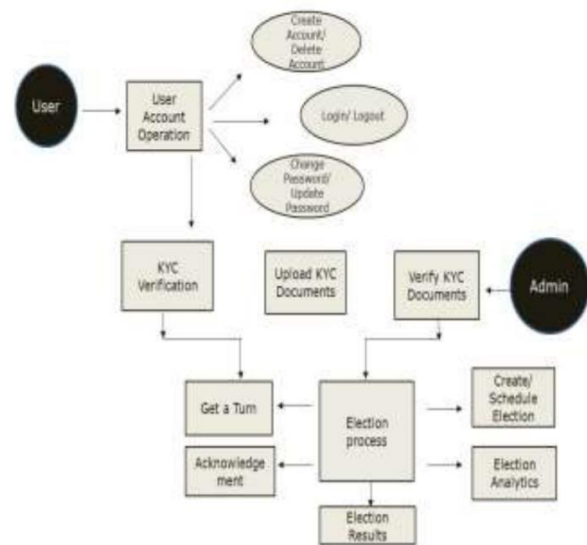 Create
Account/
Delete
Account
User
User
Account
Operation
Login/ Logout
Change
Password/
Update
Password
KYC
Verification
Upload KYC
Documents
Verify KYC
Documents
Admin
Get a Turn
Election
process
Create/
Schedule
Election
Acknowledge
ment
Election
Analytics
Election
Results